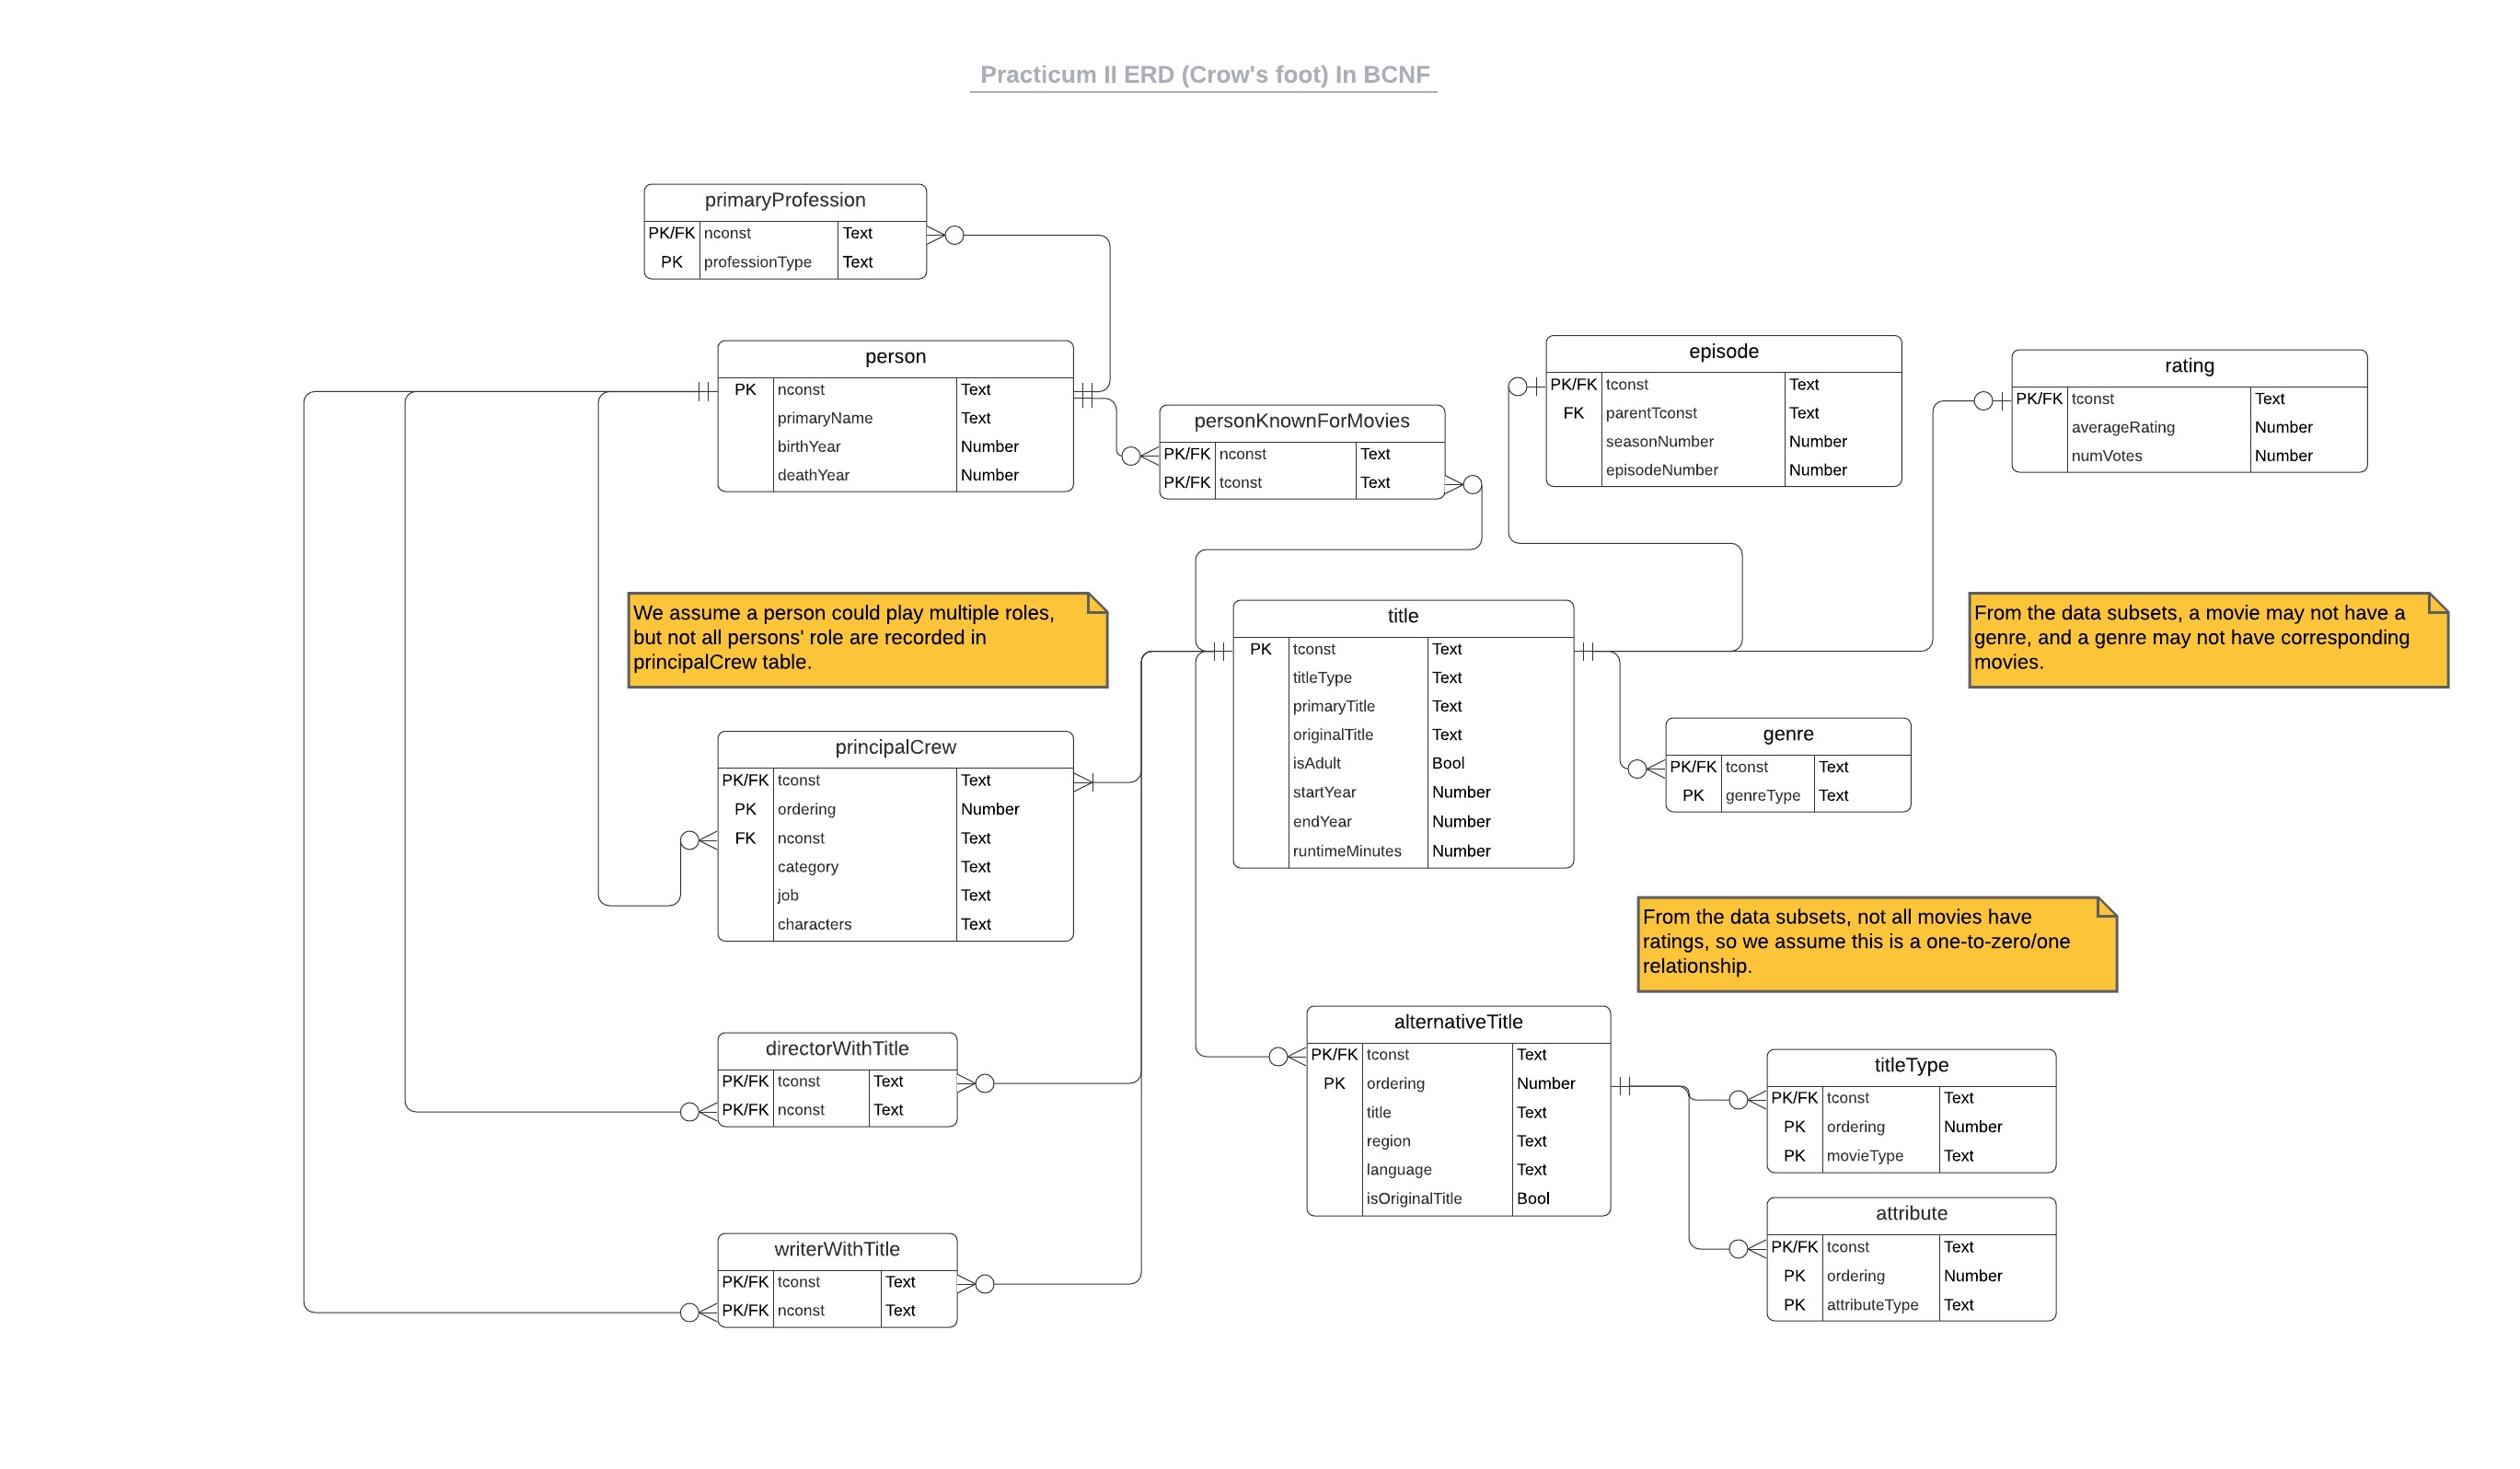 Practicum II ERD (Crow's foot) In BCNF
primaryProfession
PK/FK nconst Text
PK professionType Text
person
PK nconst Text
primaryName Text
birthYear Number
deathYear Number
personKnownForMovies
PK/FK nconst Text
PK/FK tconst Text
episode
PK/FK tconst Text
FK parentTconst Text
seasonNumber Number
episodeNumber Number
rating
PK/FK tconst Text
averageRating Number
numVotes Number
We assume a person could play multiple roles,
but not all persons' role are recorded in
principalCrew table.
title
PK tconst Text
titleType Text
primaryTitle Text
originalTitle Text
isAdult Bool
startYear Number
endYear Number
runtimeMinutes Number
From the data subsets, a movie may not have a
genre, and a genre may not have corresponding
movies.
principalCrew
PK/FK tconst Text
PK ordering Number
FK nconst Text
category Text
job Text
characters Text
genre
PK/FK tconst Text
PK genreType Text
From the data subsets, not all movies have
ratings, so we assume this is a one-to-zero/one
relationship.
directorWithTitle
PK/FK tconst Text
PK/FK nconst Text
alternativeTitle
PK/FK tconst Text
PK ordering Number
title Text
region Text
language Text
isOriginalTitle Bool
titleType
PK/FK tconst Text
PK ordering Number
PK movieType Text
attribute
PK/FK tconst Text
PK ordering Number
PK attributeType Text
writerWithTitle
PK/FK tconst Text
PK/FK nconst Text